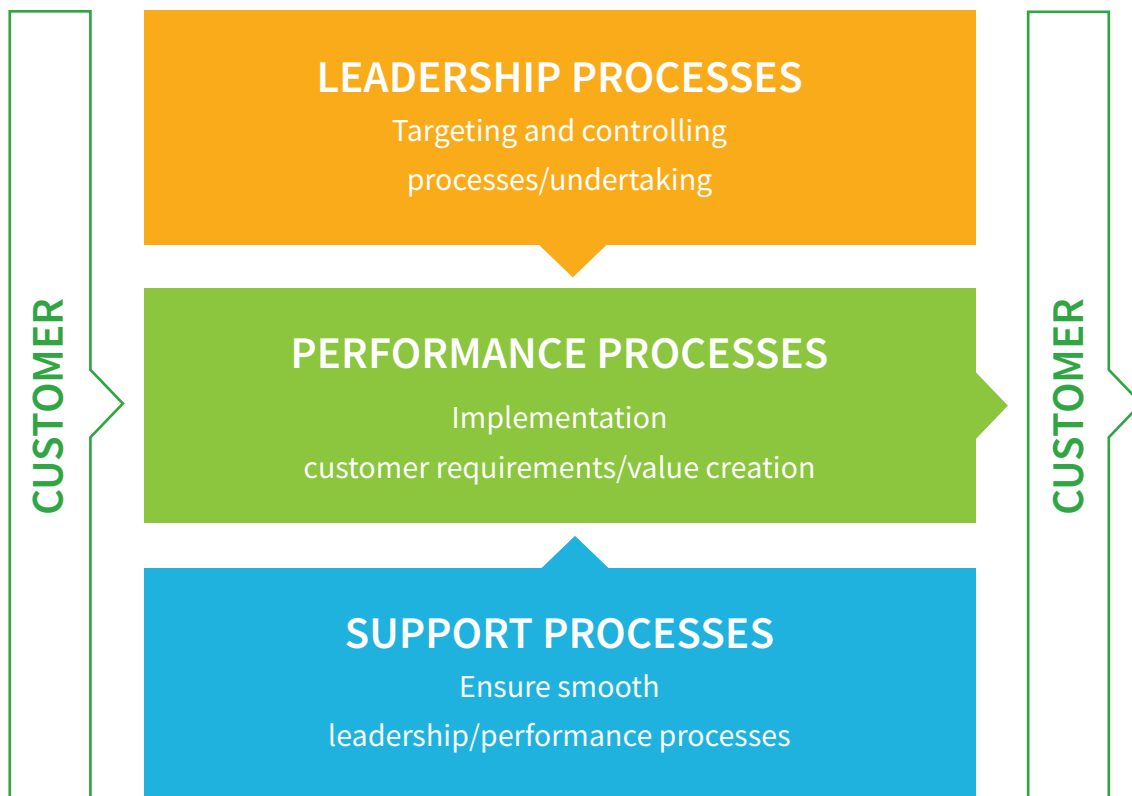 CUSTOMER
LEADERSHIP PROCESSES
Targeting and controlling
processes/undertaking
PERFORMANCE PROCESSES
Implementation
customer requirements/value creation
SUPPORT PROCESSES
Ensure smooth
leadership/performance processes
CUSTOMER